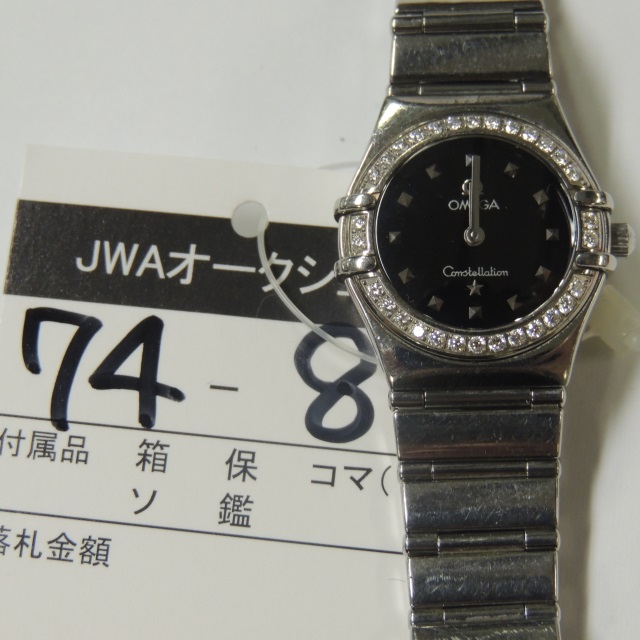 JWAオークショ
74-8
付属品 箱 保 コマ(
ソ 鑑
落札金額
OMEGA
Constellation